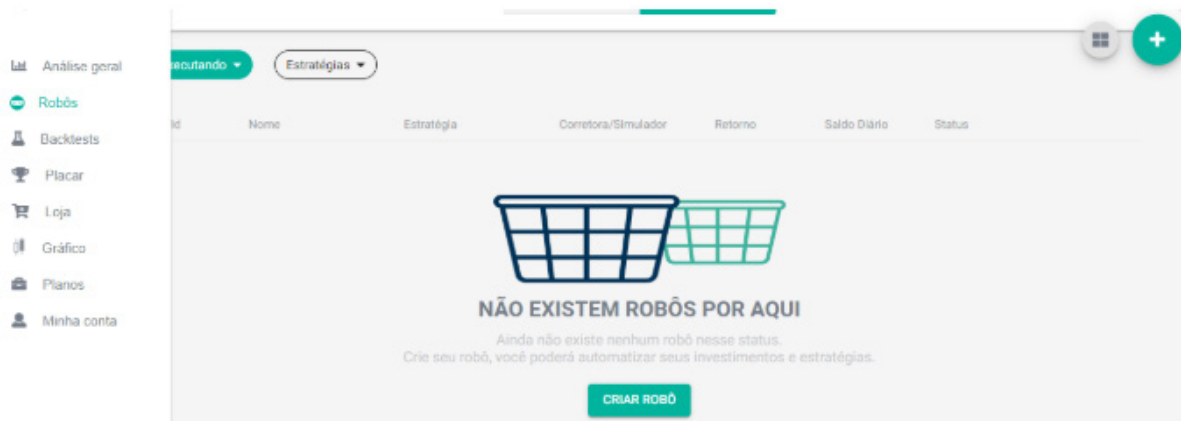 Análise geral
Robôs
Backtests
Placar
Loja
Gráfico
Planos
Minha conta
ecutando
Estratégias
Id Nome Estratégia Corretora/Simulador Retorno Saldo Diário Status
NÃO EXISTEM ROBÔS POR AQUI
Ainda não existe nenhum robô nesse status.
Crie seu robô, você poderá automatizar seus investimentos e estratégias.
CRIAR ROBÔ